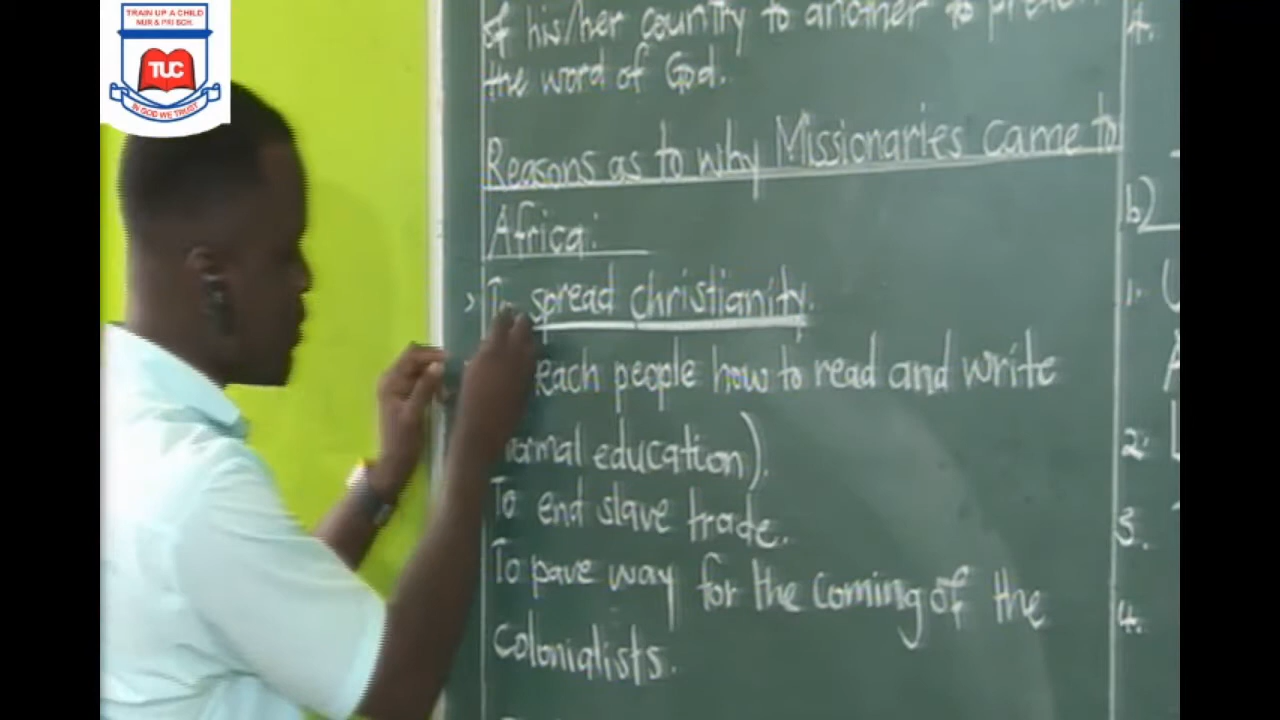 TRAIN UP A CHILD
NUR & PRI SCH.
TUC
IN GOD WE TRUST
of his/her country to another to preach
the word of God.
Reasons as to why Missionaries came to
Africa:
To spread christianity.
each people how to read and write
ormal education).
To end slave trade.
To pave way for the coming of the
Colonialists.
4.
b)
1.
2.
3.
4.